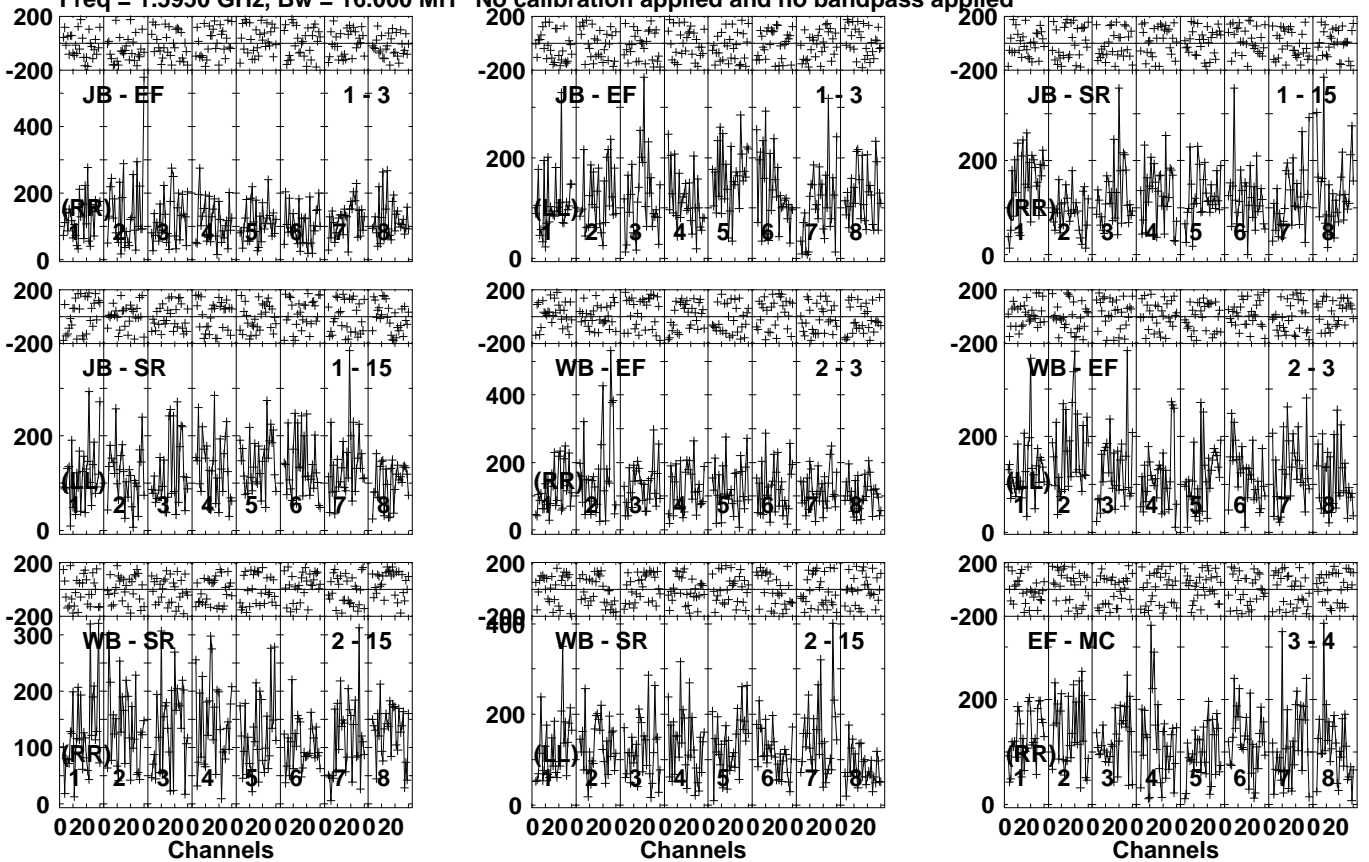 Freq = 1.5950 GHz, Bw = 16.000 MH No calibration applied and no bandpass applied
200 200 200
-200 -200 -200
JB - EF 1 - 3 JB - EF 1 - 3 JB - SR 1 - 15
400
200 200 200
100
(RR) (LL) (RR)
1 2 3 4 5 6 7 8 1 2 3 4 5 6 7 8 1 2 3 4 5 6 7 8
0 0 0
200 200 200
-200 -200 -200
JB - SR 1 - 15 WB - EF 2 - 3 WB - EF 2 - 3
400
200 200 200
(LL) (RR) (LL)
1 2 3 4 5 6 7 8 1 2 3 4 5 6 7 8 1 2 3 4 5 6 7 8
0 0 0
200 200 200
-200 -200 -200
300 400
WB - SR 2 - 15 WB - SR 2 - 15 EF - MC 3 - 4
200 200 200
100
(RR) (LL) (RR)
1 2 3 4 5 6 7 8 1 2 3 4 5 6 7 8 1 2 3 4 5 6 7 8
0 0 0
0 20 0 20 0 20 0 20 0 20 0 20 0 20 0 20 0 20 0 20 0 20 0 20 0 20 0 20 0 20 0 20 0 20 0 20 0 20 0 20 0 20 0 20 0 20 0 20
Channels Channels Channels